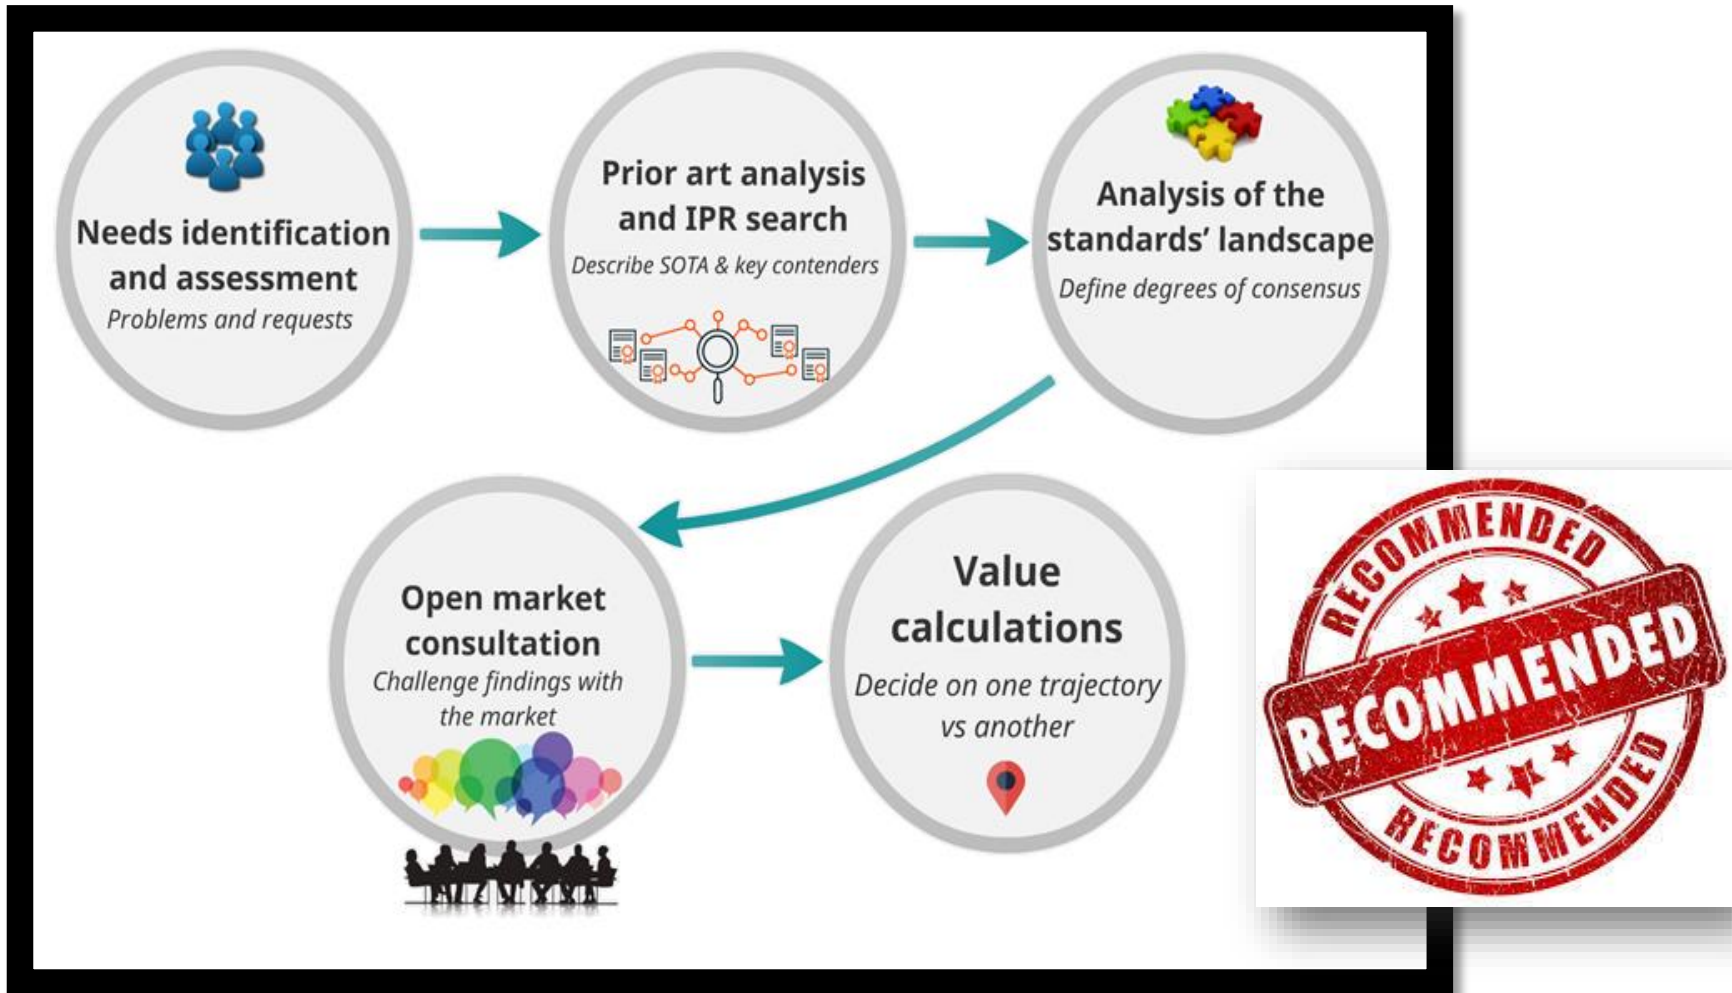 Needs identification
and assessment
Problems and requests
Prior art analysis
and IPR search
Describe SOTA & key contenders
Analysis of the
standards’ landscape
Define degrees of consensus
Open market
consultation
Challenge findings with
the market
Value
calculations
Decide on one trajectory
vs another
RECOMMENDED
RECOMMENDED
RECOMMENDED